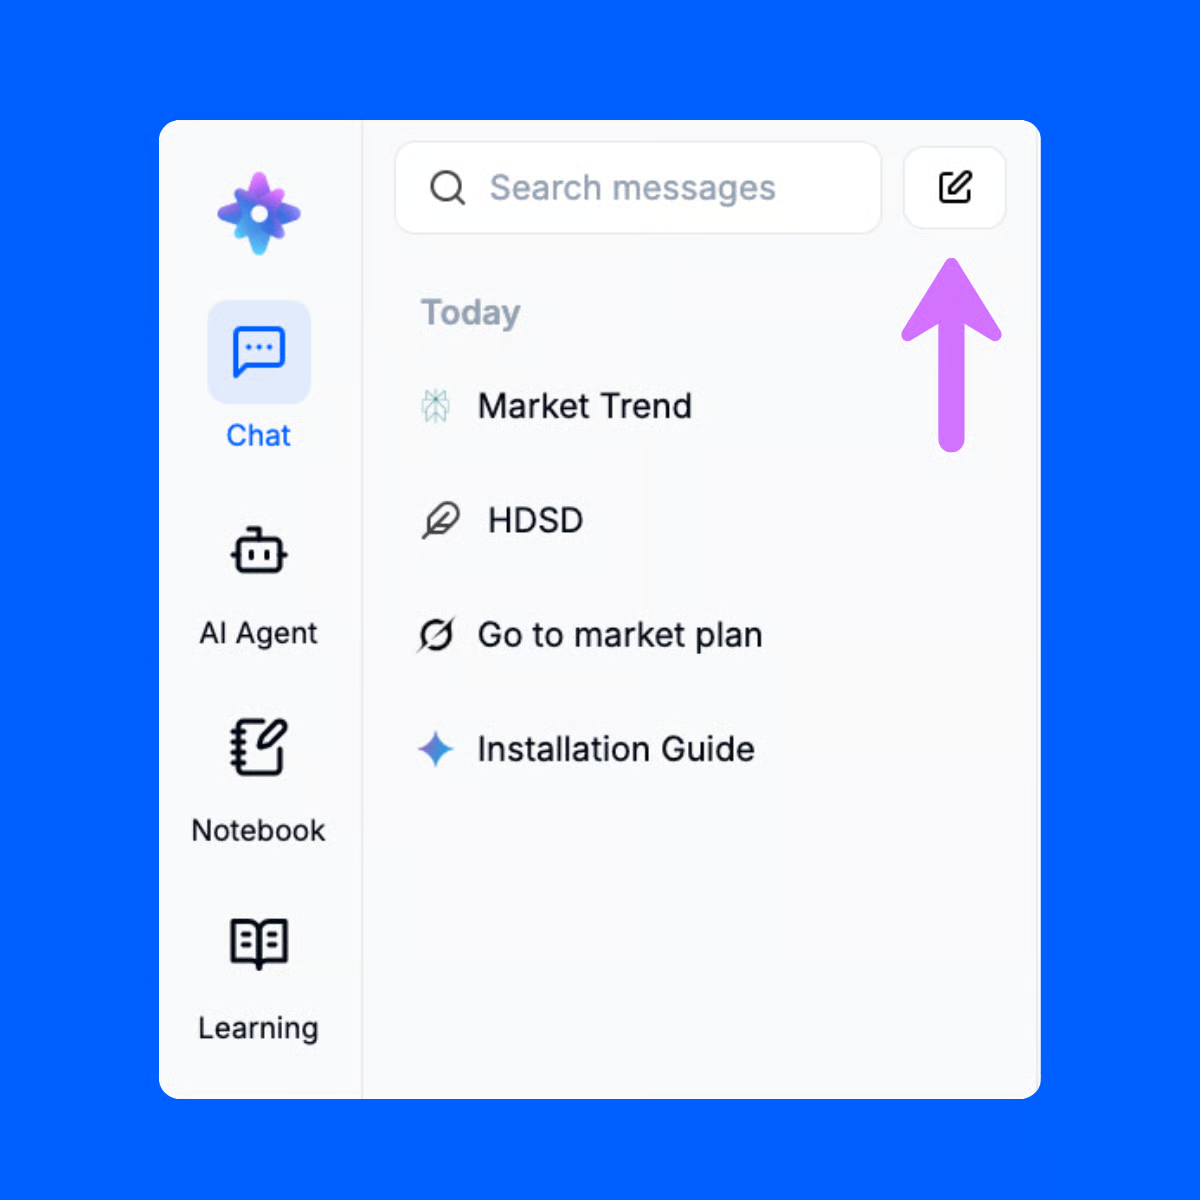 Search messages
Today
Market Trend
HDSD
Go to market plan
Installation Guide
Chat
AI Agent
Notebook
Learning